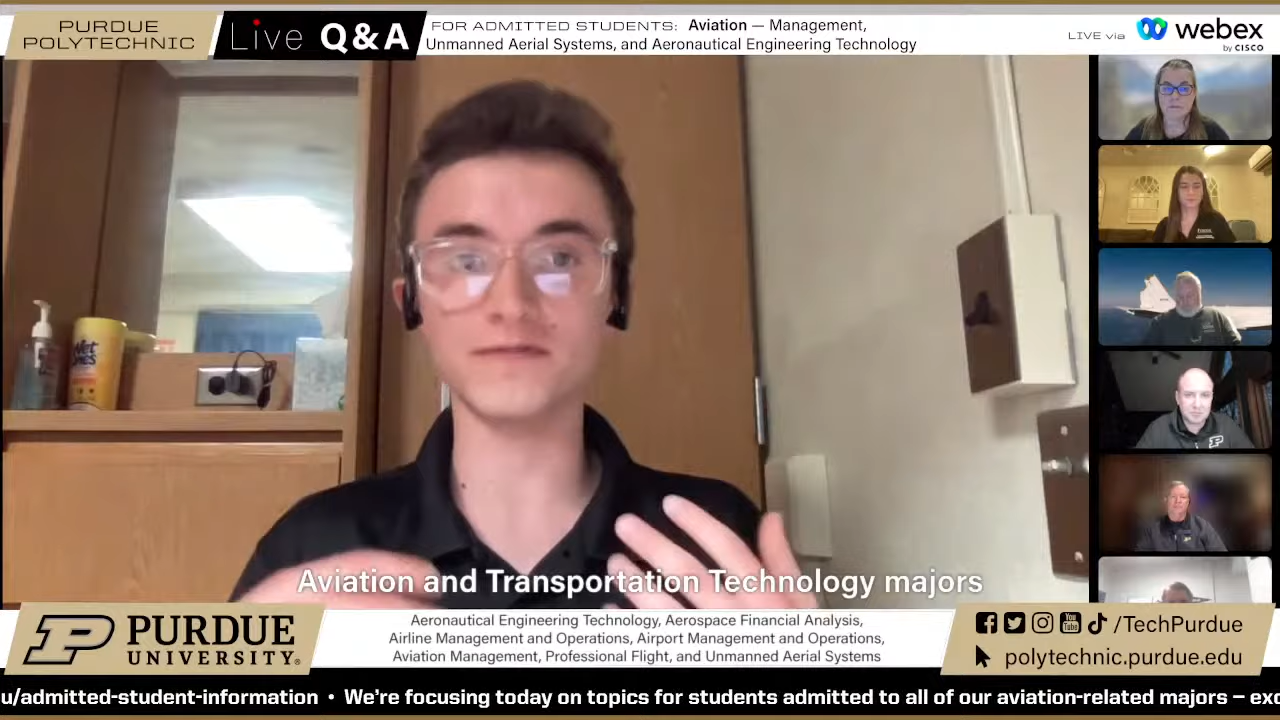 PURDUE
POLYTECHNIC
Live Q&A
FOR ADMITTED STUDENTS: Aviation — Management,
Unmanned Aerial Systems, and Aeronautical Engineering Technology
LIVE via webex
by CISCO
Aviation and Transportation Technology majors
PURDUE
UNIVERSITY®
Aeronautical Engineering Technology, Aerospace Financial Analysis,
Airline Management and Operations, Airport Management and Operations,
Aviation Management, Professional Flight, and Unmanned Aerial Systems
You Tube /TechPurdue
polytechnic.purdue.edu
u/admitted-student-information • We're focusing today on topics for students admitted to all of our aviation-related majors – exc